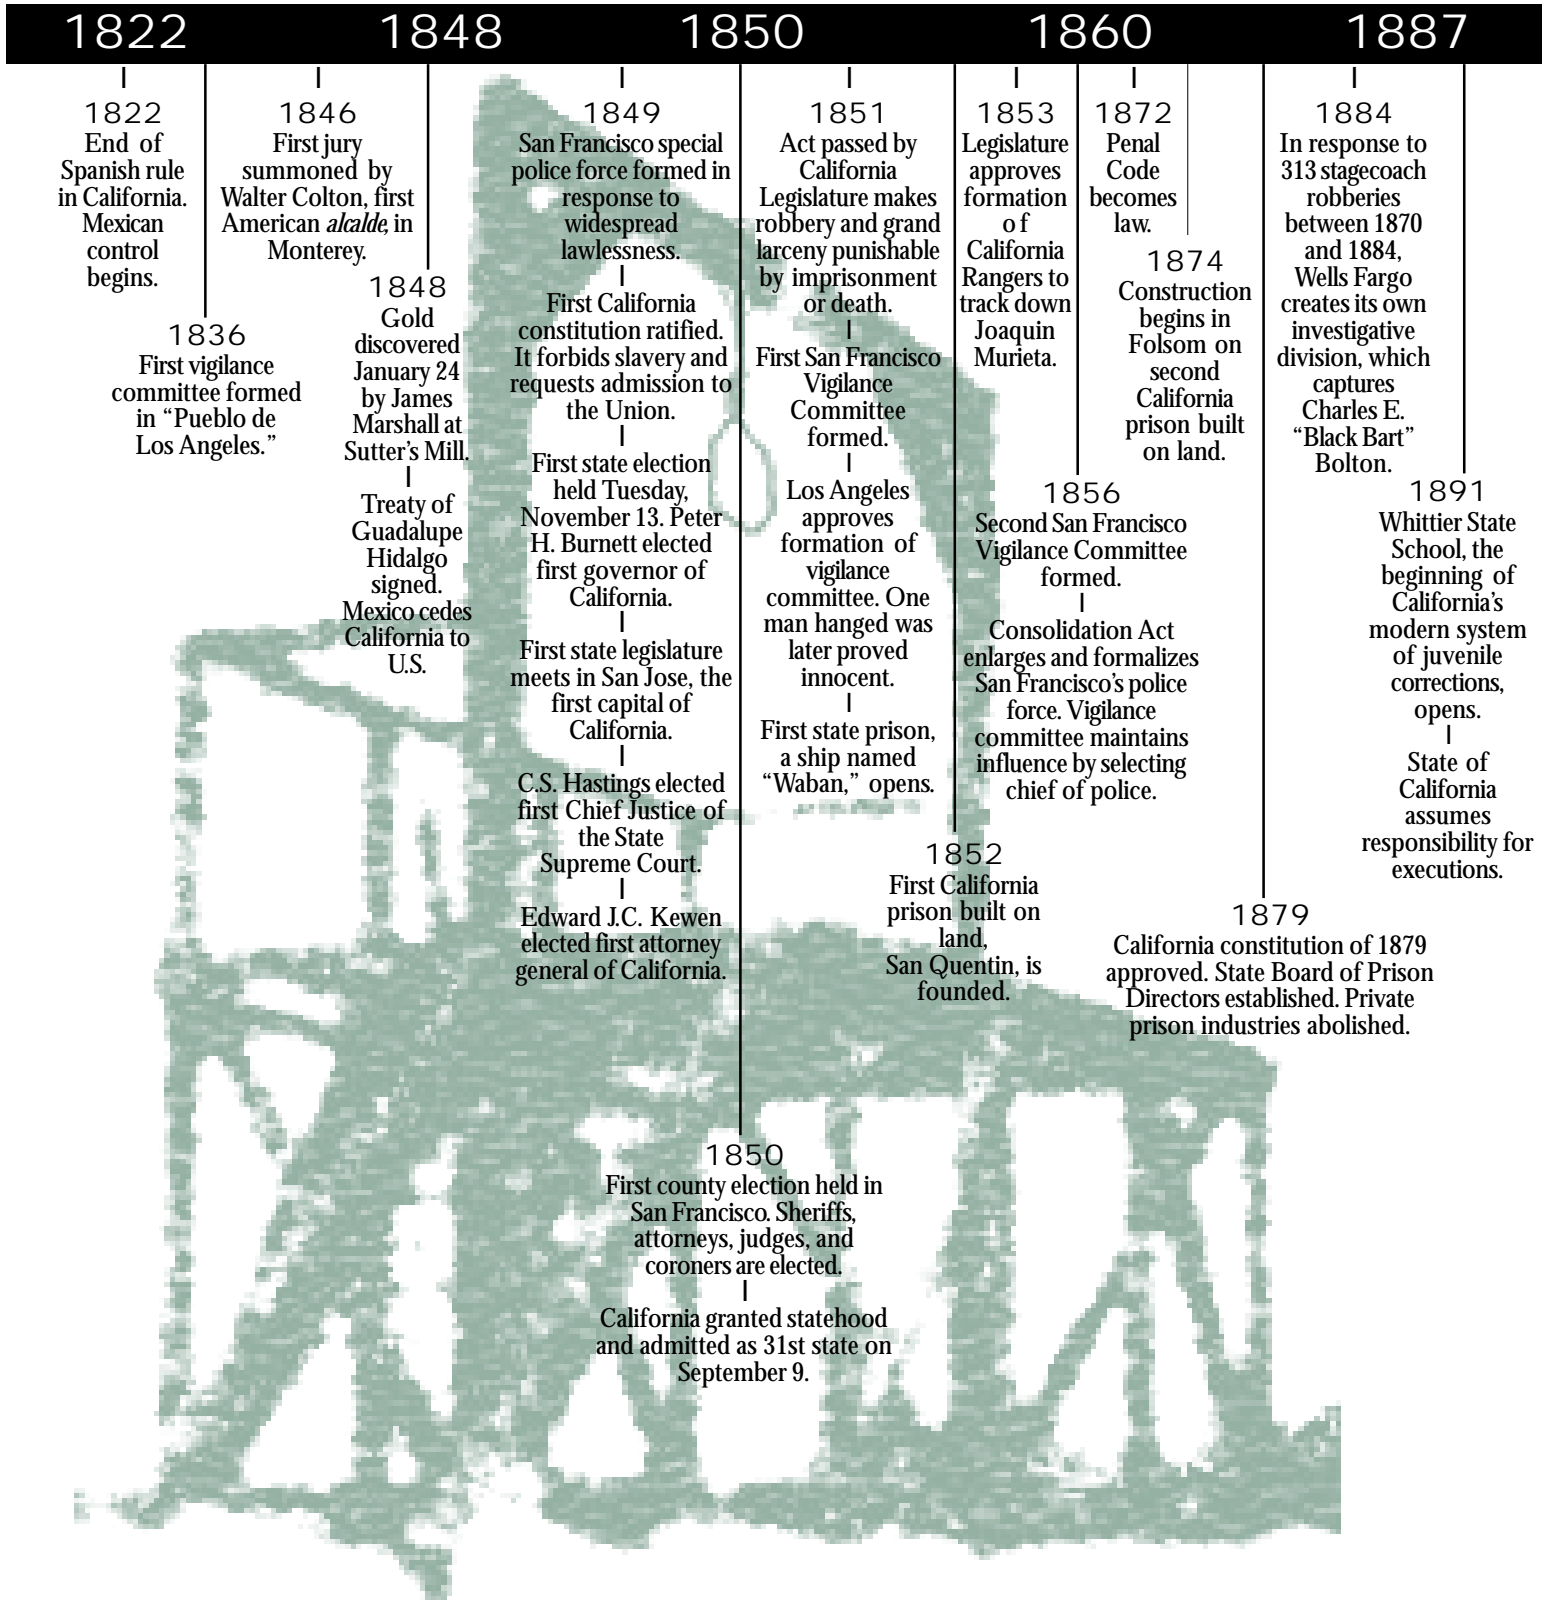 1822 1848 1850 1860 1887
1822
End of
Spanish rule
in California.
Mexican
control
begins.
1836
First vigilance
committee formed
in “Pueblo de
Los Angeles.”
1846
First jury
summoned by
Walter Colton, first
American alcalde, in
Monterey.
1848
Gold
discovered
January 24
by James
Marshall at
Sutter’s Mill.
Treaty of
Guadalupe
Hidalgo
signed.
Mexico cedes
California to
U.S.
1849
San Francisco special
police force formed in
response to
widespread
lawlessness.
First California
constitution ratified.
It forbids slavery and
requests admission to
the Union.
First state election
held Tuesday,
November 13. Peter
H. Burnett elected
first governor of
California.
First state legislature
meets in San Jose, the
first capital of
California.
C.S. Hastings elected
first Chief Justice of
the State
Supreme Court.
Edward J.C. Kewen
elected first attorney
general of California.
1850
First county election held in
San Francisco. Sheriffs,
attorneys, judges, and
coroners are elected.
California granted statehood
and admitted as 31st state on
September 9.
1851
Act passed by
California
Legislature makes
robbery and grand
larceny punishable
by imprisonment
or death.
First San Francisco
Vigilance
Committee
formed.
Los Angeles
approves
formation of
vigilance
committee. One
man hanged was
later proved
innocent.
First state prison,
a ship named
“Waban,” opens.
1852
First California
prison built on
land,
San Quentin, is
founded.
1853
Legislature
approves
formation
of
California
Rangers to
track down
Joaquin
Murieta.
1856
Second San Francisco
Vigilance Committee
formed.
Consolidation Act
enlarges and formalizes
San Francisco’s police
force. Vigilance
committee maintains
influence by selecting
chief of police.
1872
Penal
Code
becomes
law.
1874
Construction
begins in
Folsom on
second
California
prison built
on land.
1879
California constitution of 1879
approved. State Board of Prison
Directors established. Private
prison industries abolished.
1884
In response to
313 stagecoach
robberies
between 1870
and 1884,
Wells Fargo
creates its own
investigative
division, which
captures
Charles E.
“Black Bart”
Bolton.
1891
Whittier State
School, the
beginning of
California’s
modern system
of juvenile
corrections,
opens.
State of
California
assumes
responsibility for
executions.